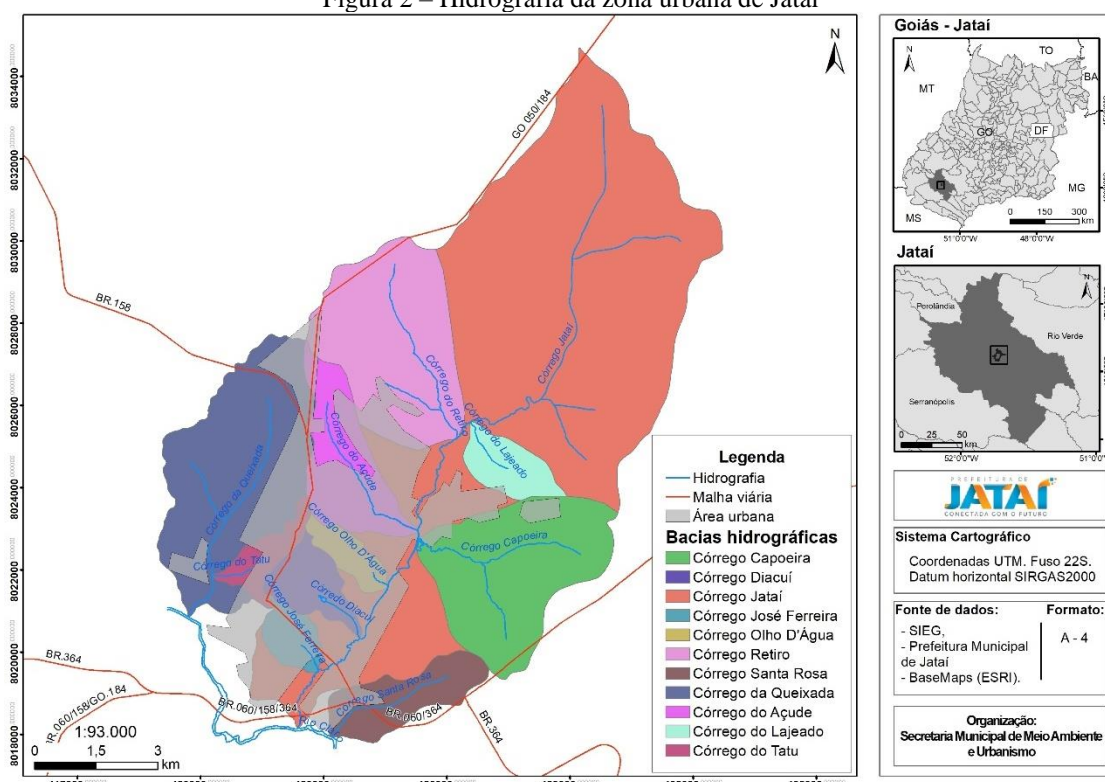 Figura 2 – Hidrografia da zona urbana de Jataí
N
GO 050/184
BR.158
Córrego Jataí
Córrego do Retiro
Córrego do Lajeado
Córrego do Açude
Córrego da Queixada
Córrego Olho D'Água
Córrego Capoeira
Córrego do Tatu
Córredo Diacuí
Córrego José Ferreira
Córrego Santa Rosa
Rio Claro
BR.364
BR.060/158/GO.184
BR.060/158/364
BR.060/364
BR.364
8034000
8032000
8030000
8028000
8026000
8024000
8022000
8020000
8018000
1:93.000
0 1,5 3
km
Legenda
Hidrografia
Malha viária
Área urbana
Bacias hidrográficas
Córrego Capoeira
Córrego Diacuí
Córrego Jataí
Córrego José Ferreira
Córrego Olho D'Água
Córrego Retiro
Córrego Santa Rosa
Córrego da Queixada
Córrego do Açude
Córrego do Lajeado
Córrego do Tatu
Goiás - Jataí
N
TO
MT
BA
GO
DF
MG
MS
0 150 300
km
51°0'0"W 48°0'0"W
Jataí
N
Perolândia
Rio Verde
Serranópolis
0 25 50
km
52°0'0"W
PREFEITURA DE
JATAÍ
CONECTADA COM O FUTURO
Sistema Cartográfico
Coordenadas UTM. Fuso 22S.
Datum horizontal SIRGAS2000
Fonte de dados:
- SIEG,
- Prefeitura Municipal
de Jataí
- BaseMaps (ESRI).
Formato:
A - 4
Organização:
Secretaria Municipal de Meio Ambiente
e Urbanismo